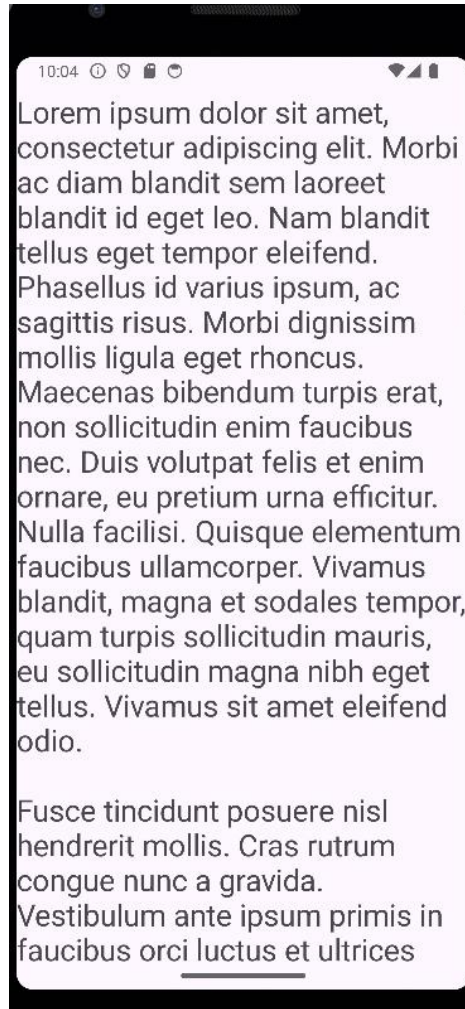 10:04
Lorem ipsum dolor sit amet,
consectetur adipiscing elit. Morbi
ac diam blandit sem laoreet
blandit id eget leo. Nam blandit
tellus eget tempor eleifend.
Phasellus id varius ipsum, ac
sagittis risus. Morbi dignissim
mollis ligula eget rhoncus.
Maecenas bibendum turpis erat,
non sollicitudin enim faucibus
nec. Duis volutpat felis et enim
ornare, eu pretium urna efficitur.
Nulla facilisi. Quisque elementum
faucibus ullamcorper. Vivamus
blandit, magna et sodales tempor,
quam turpis sollicitudin mauris,
eu sollicitudin magna nibh eget
tellus. Vivamus sit amet eleifend
odio.
Fusce tincidunt posuere nisl
hendrerit mollis. Cras rutrum
congue nunc a gravida.
Vestibulum ante ipsum primis in
faucibus orci luctus et ultrices